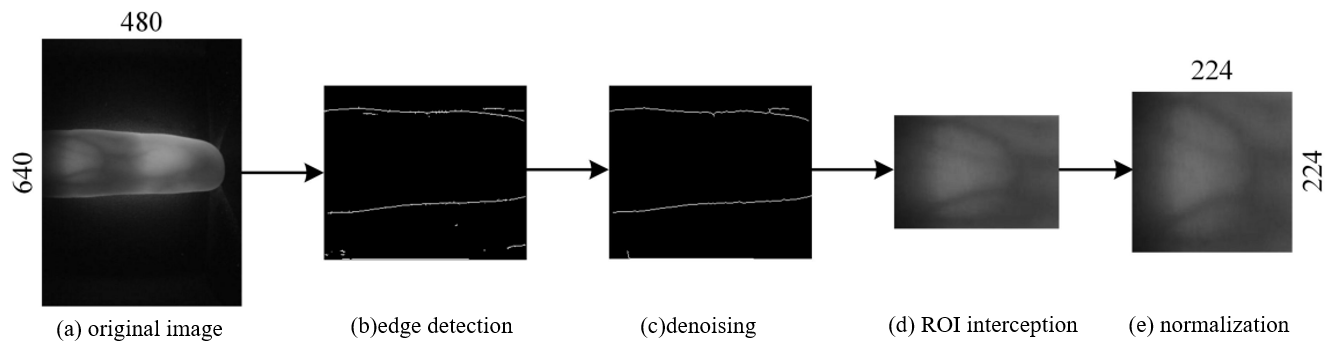 480
640
(a) original image
(b)edge detection
(c)denoising
(d) ROI interception
224
224
(e) normalization